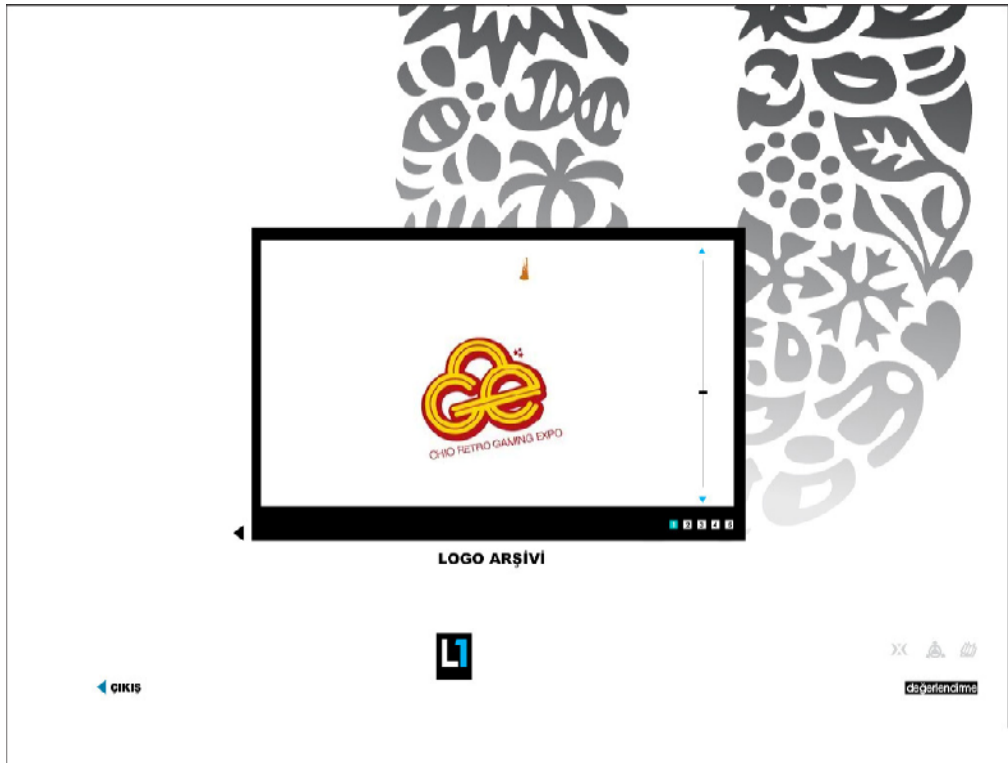 CHIO RETRO GAMING EXPO
1 2 3 4 5
LOGO ARŞİVİ
L1
ÇIKIŞ
değerlendirme